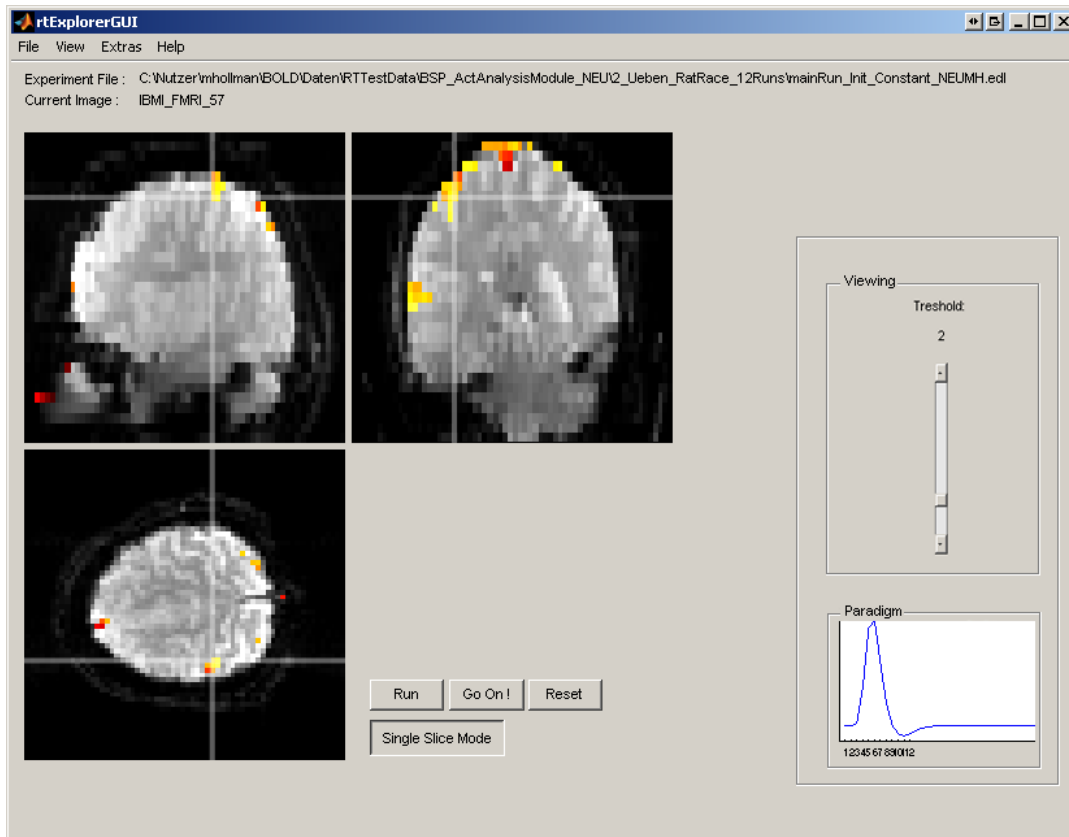 rtExplorerGUI
File View Extras Help
Experiment File : C:\Nutzer\mhollman\BOLD\Daten\RTTestData\BSP_ActAnalysisModule_NEU\2_Ueben_RatRace_12Runs\mainRun_Init_Constant_NEUMH.edl
Current Image : IBMI_FMRI_57
Viewing
Treshold:
2
Paradigm
123456789101112
Run Go On ! Reset
Single Slice Mode